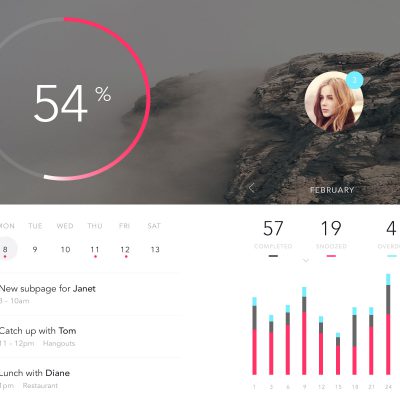 54 %
3
FEBRUARY
MON TUE WED THU FRI SAT
8 9 10 11 12 13
New subpage for Janet
8 – 10am
Catch up with Tom
11 – 12pm Hangouts
Lunch with Diane
1pm Restaurant
57 19 4
COMPLETED SNOOZED OVERD
1 3 6 9 12 15 18 21 24